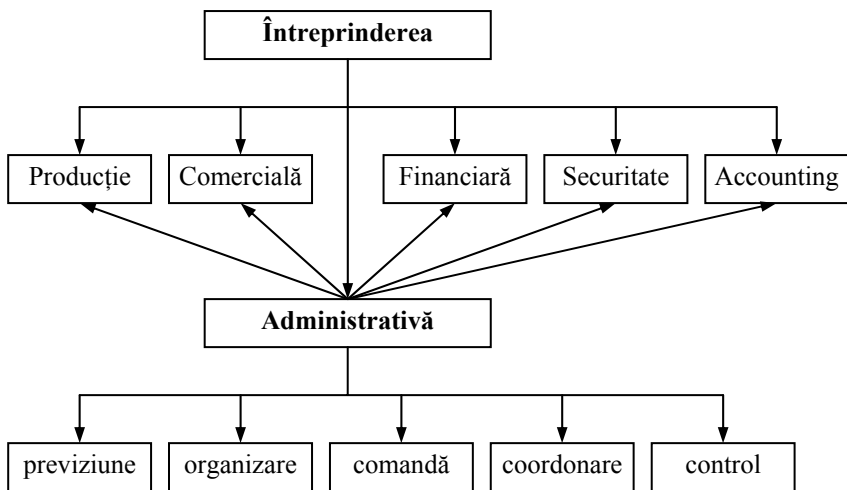 Întreprinderea
Producție
Comercială
Financiară
Securitate
Accounting
Administrativă
previziune
organizare
comandă
coordonare
control